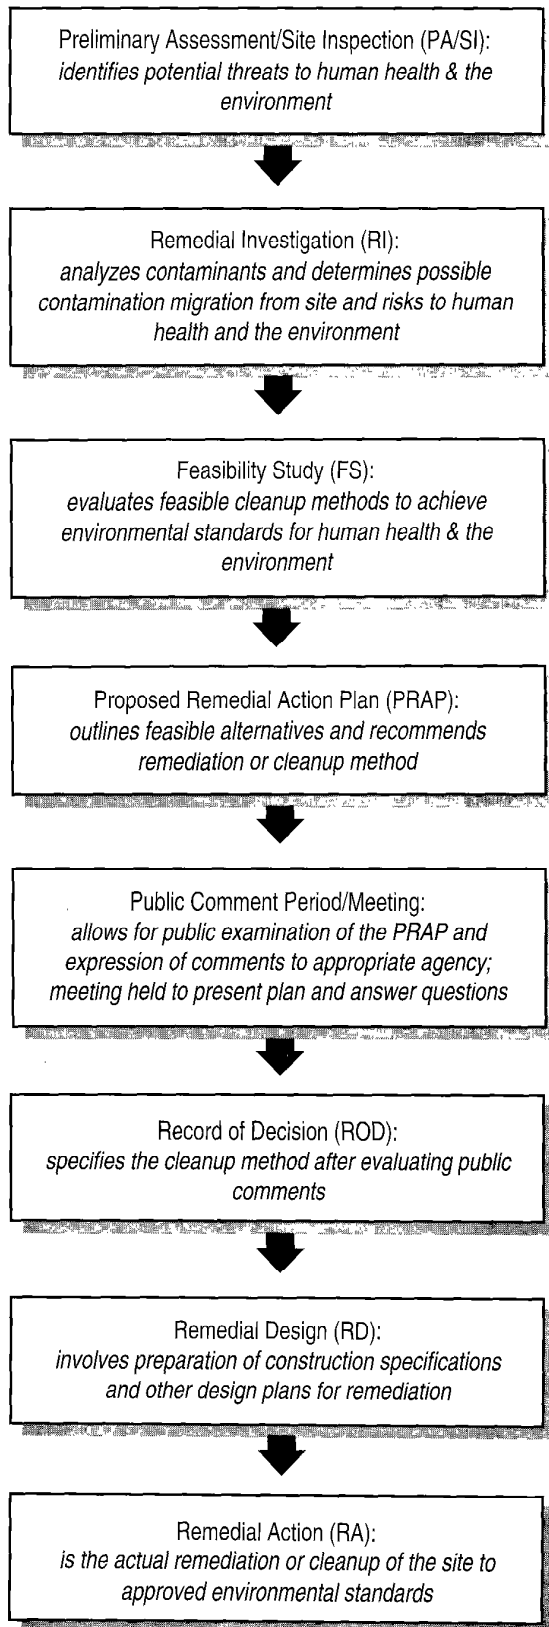 Preliminary Assessment/Site Inspection (PA/SI):
identifies potential threats to human health & the
environment
Remedial Investigation (RI):
analyzes contaminants and determines possible
contamination migration from site and risks to human
health and the environment
Feasibility Study (FS):
evaluates feasible cleanup methods to achieve
environmental standards for human health & the
environment
Proposed Remedial Action Plan (PRAP):
outlines feasible alternatives and recommends
remediation or cleanup method
Public Comment Period/Meeting:
allows for public examination of the PRAP and
expression of comments to appropriate agency;
meeting held to present plan and answer questions
Record of Decision (ROD):
specifies the cleanup method after evaluating public
comments
Remedial Design (RD):
involves preparation of construction specifications
and other design plans for remediation
Remedial Action (RA):
is the actual remediation or cleanup of the site to
approved environmental standards